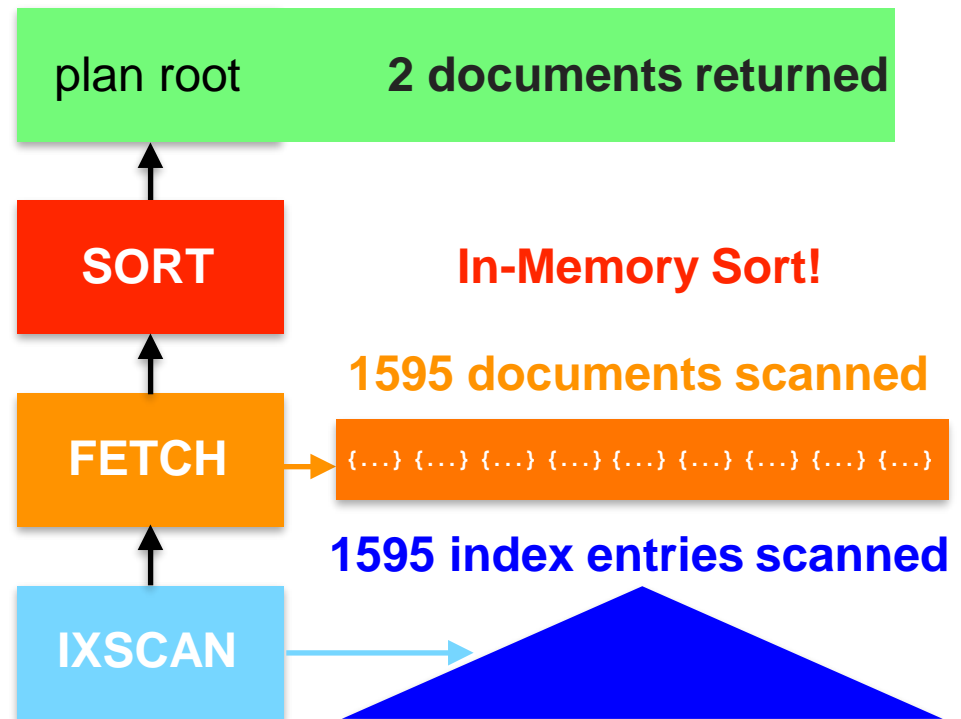 plan root 2 documents returned
SORT In-Memory Sort!
1595 documents scanned
FETCH {...} {...} {...} {...} {...} {...} {...} {...} {...}
1595 index entries scanned
IXSCAN